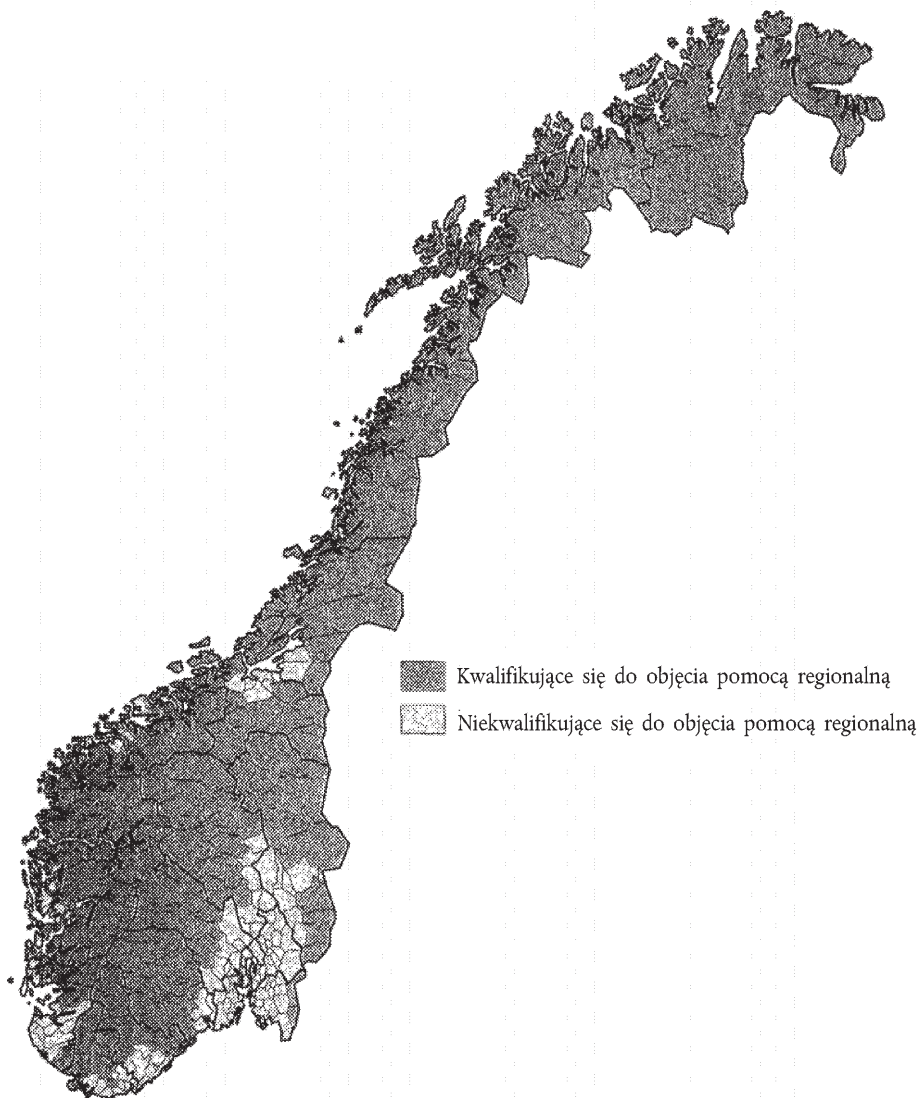 Kwalifikujące się do objęcia pomocą regionalną
Niekwalifikujące się do objęcia pomocą regionalną